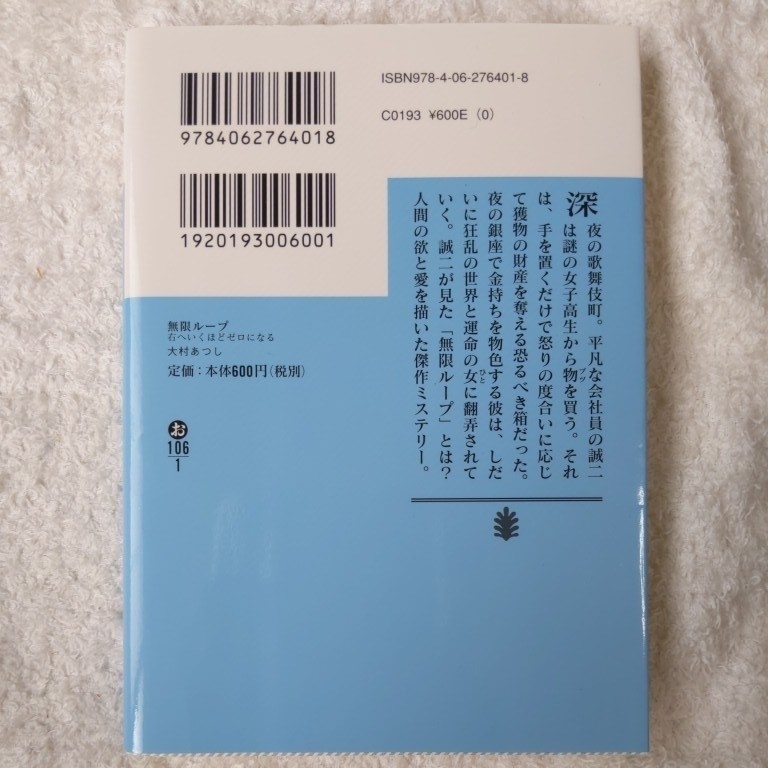 ISBN978-4-06-276401-8
C0193 ¥600E (0)
9784062764018
1920193006001
深夜の歌舞伎町。平凡な会社員の誠二
は謎の女子高生から物を買う。それ
は、手を置くだけで怒りの度合いに応じ
て獲物の財産を奪える恐るべき箱だった。
夜の銀座で金持ちを物色する彼は、しだ
いに狂乱の世界と運命の女に翻弄されて
いく。誠二が見た「無限ループ」とは?
人間の欲と愛を描いた傑作ミステリー。
ブツ
ひと
無限ループ
右へいくほどゼロになる
大村あつし
定価：本体600円(税別)
お
106
1